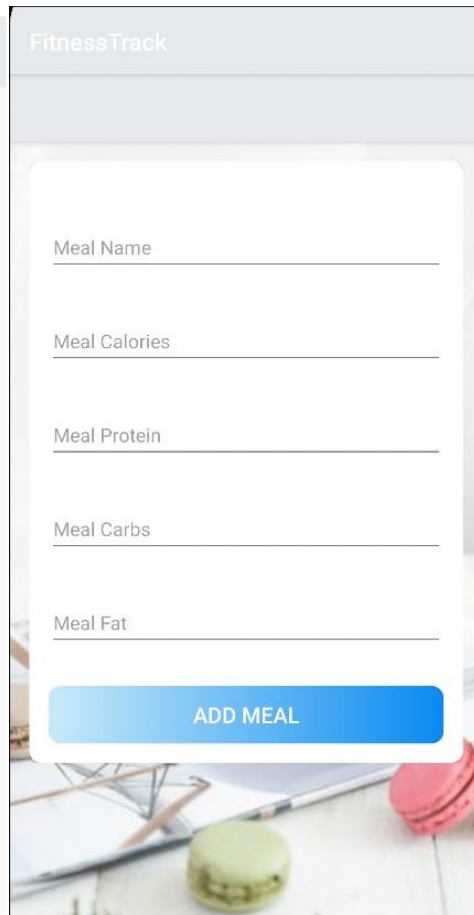 FitnessTrack
Meal Name
Meal Calories
Meal Protein
Meal Carbs
Meal Fat
ADD MEAL